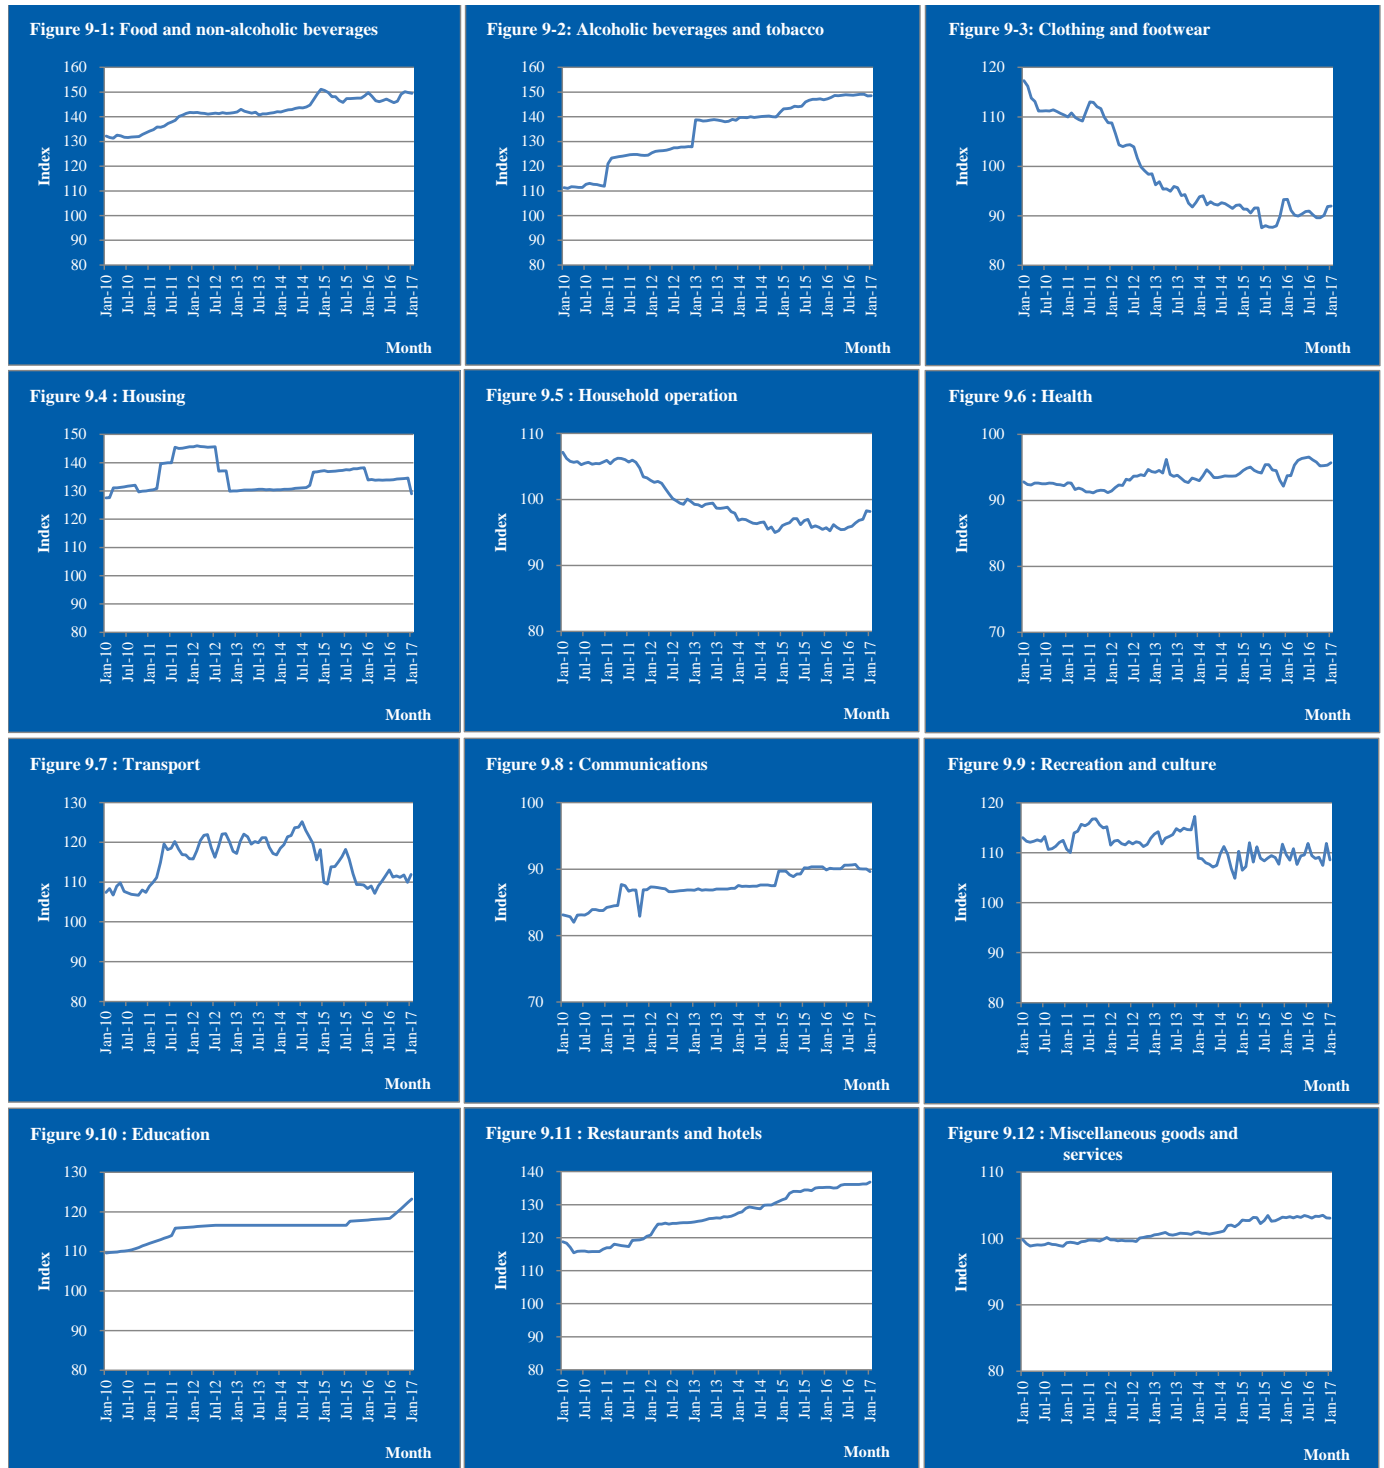 Figure 9-1: Food and non-alcoholic beverages
160
150
140
130
120
110
100
90
80
Index
Jan-10
Jul-10
Jan-11
Jul-11
Jan-12
Jul-12
Jan-13
Jul-13
Jan-14
Jul-14
Jan-15
Jul-15
Jan-16
Jul-16
Jan-17
Month
Figure 9-2: Alcoholic beverages and tobacco
160
150
140
130
120
110
100
90
80
Index
Jan-10
Jul-10
Jan-11
Jul-11
Jan-12
Jul-12
Jan-13
Jul-13
Jan-14
Jul-14
Jan-15
Jul-15
Jan-16
Jul-16
Jan-17
Month
Figure 9-3: Clothing and footwear
120
110
100
90
80
Index
Jan-10
Jul-10
Jan-11
Jul-11
Jan-12
Jul-12
Jan-13
Jul-13
Jan-14
Jul-14
Jan-15
Jul-15
Jan-16
Jul-16
Jan-17
Month
Figure 9.4 : Housing
150
140
130
120
110
100
90
80
Index
Jan-10
Jul-10
Jan-11
Jul-11
Jan-12
Jul-12
Jan-13
Jul-13
Jan-14
Jul-14
Jan-15
Jul-15
Jan-16
Jul-16
Jan-17
Month
Figure 9.5 : Household operation
110
100
90
80
Index
Jan-10
Jul-10
Jan-11
Jul-11
Jan-12
Jul-12
Jan-13
Jul-13
Jan-14
Jul-14
Jan-15
Jul-15
Jan-16
Jul-16
Jan-17
Month
Figure 9.6 : Health
100
90
80
70
Index
Jan-10
Jul-10
Jan-11
Jul-11
Jan-12
Jul-12
Jan-13
Jul-13
Jan-14
Jul-14
Jan-15
Jul-15
Jan-16
Jul-16
Jan-17
Month
Figure 9.7 : Transport
130
120
110
100
90
80
Index
Jan-10
Jul-10
Jan-11
Jul-11
Jan-12
Jul-12
Jan-13
Jul-13
Jan-14
Jul-14
Jan-15
Jul-15
Jan-16
Jul-16
Jan-17
Month
Figure 9.8 : Communications
100
90
80
70
Index
Jan-10
Jul-10
Jan-11
Jul-11
Jan-12
Jul-12
Jan-13
Jul-13
Jan-14
Jul-14
Jan-15
Jul-15
Jan-16
Jul-16
Jan-17
Month
Figure 9.9 : Recreation and culture
120
110
100
90
80
Index
Jan-10
Jul-10
Jan-11
Jul-11
Jan-12
Jul-12
Jan-13
Jul-13
Jan-14
Jul-14
Jan-15
Jul-15
Jan-16
Jul-16
Jan-17
Month
Figure 9.10 : Education
130
120
110
100
90
80
Index
Jan-10
Jul-10
Jan-11
Jul-11
Jan-12
Jul-12
Jan-13
Jul-13
Jan-14
Jul-14
Jan-15
Jul-15
Jan-16
Jul-16
Jan-17
Month
Figure 9.11 : Restaurants and hotels
140
130
120
110
100
90
80
Index
Jan-10
Jul-10
Jan-11
Jul-11
Jan-12
Jul-12
Jan-13
Jul-13
Jan-14
Jul-14
Jan-15
Jul-15
Jan-16
Jul-16
Jan-17
Month
Figure 9.12 : Miscellaneous goods and
services
110
100
90
80
Index
Jan-10
Jul-10
Jan-11
Jul-11
Jan-12
Jul-12
Jan-13
Jul-13
Jan-14
Jul-14
Jan-15
Jul-15
Jan-16
Jul-16
Jan-17
Month